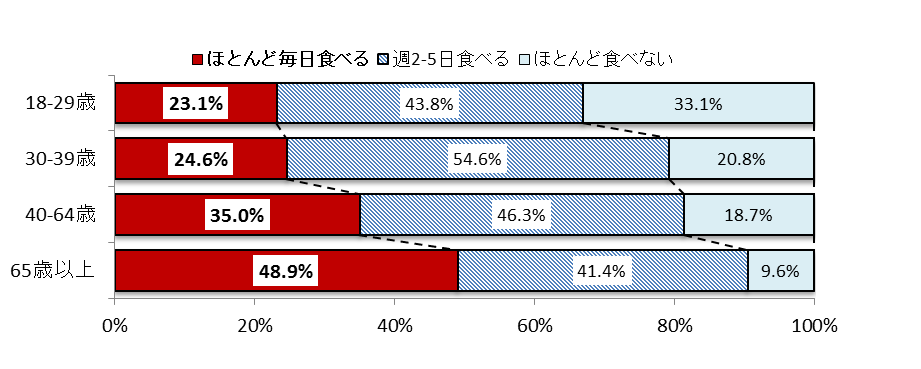 ほとんど毎日食べる 週2-5日食べる ほとんど食べない
18-29歳 23.1% 43.8% 33.1%
30-39歳 24.6% 54.6% 20.8%
40-64歳 35.0% 46.3% 18.7%
65歳以上 48.9% 41.4% 9.6%
0% 20% 40% 60% 80% 100%